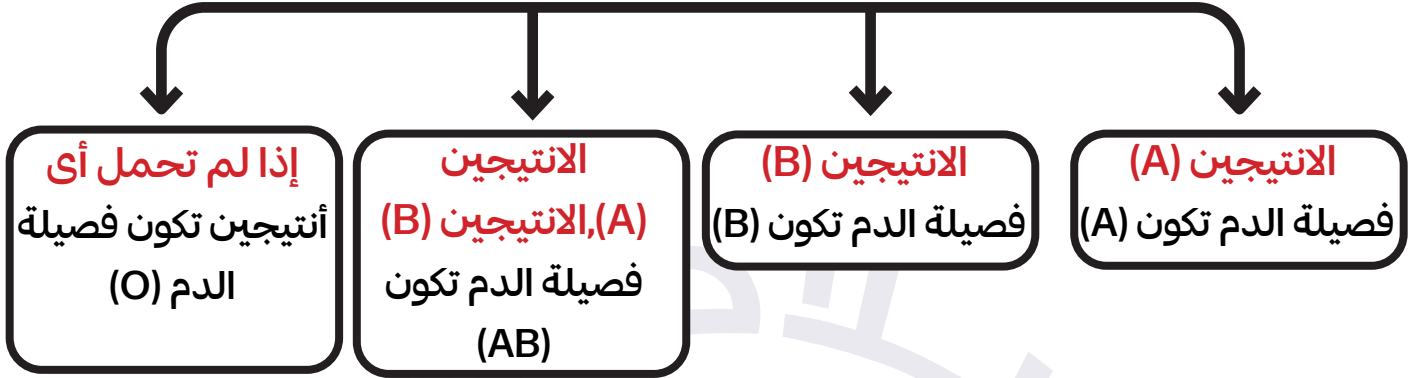 الانتيجين (A)
فصيلة الدم تكون (A)
الانتيجين (B)
فصيلة الدم تكون (B)
الانتيجين
(A),الانتيجين (B)
فصيلة الدم تكون
(AB)
إذا لم تحمل أى
أنتيجين تكون فصيلة
الدم (O)